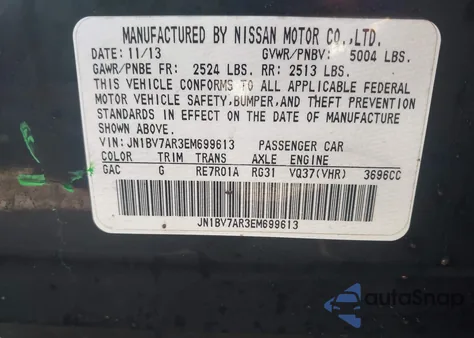 MANUFACTURED BY NISSAN MOTOR CO.,LTD.
DATE: 11/13 GVWR/PNBV: 5004 LBS.
GAWR/PNBE FR: 2524 LBS. RR: 2513 LBS.
THIS VEHICLE CONFORMS TO ALL APPLICABLE FEDERAL
MOTOR VEHICLE SAFETY,BUMPER,AND THEFT PREVENTION
STANDARDS IN EFFECT ON THE DATE OF MANUFACTURE
SHOWN ABOVE.
VIN: JN1BV7AR3EM699613 PASSENGER CAR
COLOR TRIM TRANS AXLE ENGINE
GAC G RE7R01A RG31 VQ37(VHR) 3696CC
JN1BV7AR3EM699613
autoSnap